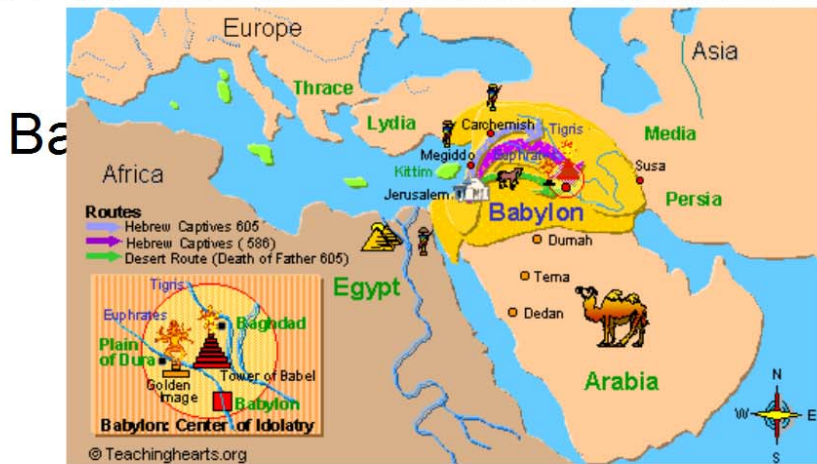 Europe
Asia
Thrace
Lydia
Carchemish
Tigris
Media
Ba
Megiddo
Euphrates
Susa
Africa
Kittim
Jerusalem
Babylon
Persia
Routes
Hebrew Captives 605
Hebrew Captives (586)
Desert Route (Death of Father 605)
Dumah
Egypt
Tema
Dedan
Arabia
Tigris
Euphrates
Baghdad
Plain
of Dura
Tower of Babel
Golden
Image
Babylon
Babylon: Center of Idolatry
N
W
E
S
© Teachinghearts.org